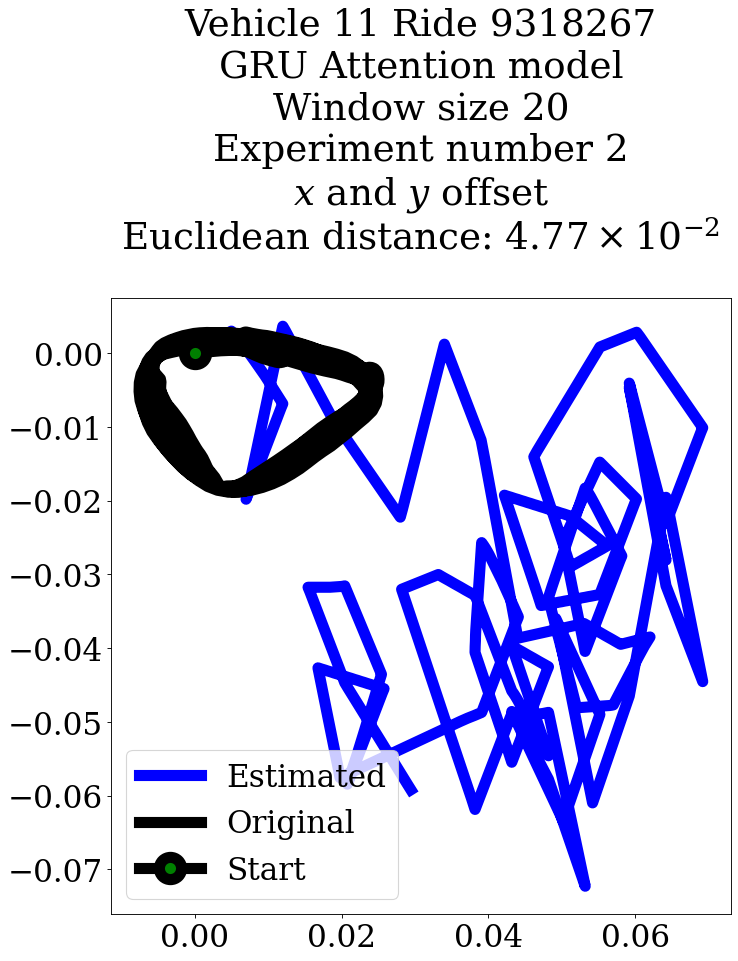 Vehicle 11 Ride 9318267
GRU Attention model
Window size 20
Experiment number 2
x and y offset
Euclidean distance: 4.77 × 10⁻²
0.00
−0.01
−0.02
−0.03
−0.04
−0.05
−0.06
−0.07
Estimated
Original
Start
0.00 0.02 0.04 0.06